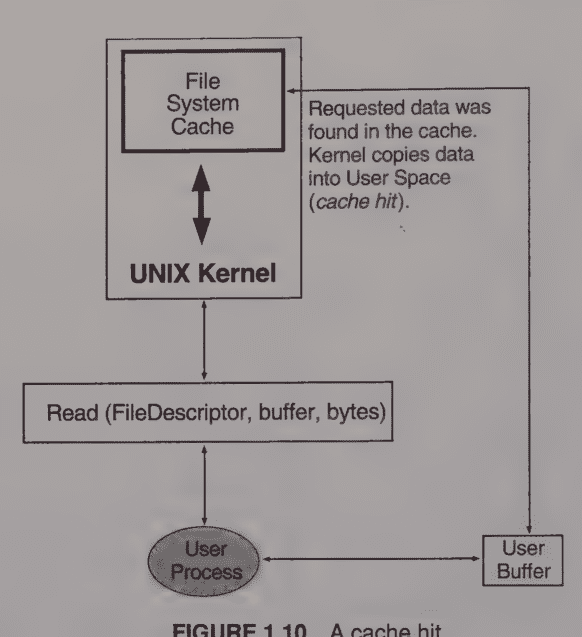 File
System
Cache
Requested data was
found in the cache.
Kernel copies data
into User Space
(cache hit).
UNIX Kernel
Read (FileDescriptor, buffer, bytes)
User
Process
User
Buffer
FIGURE 1.10 A cache hit